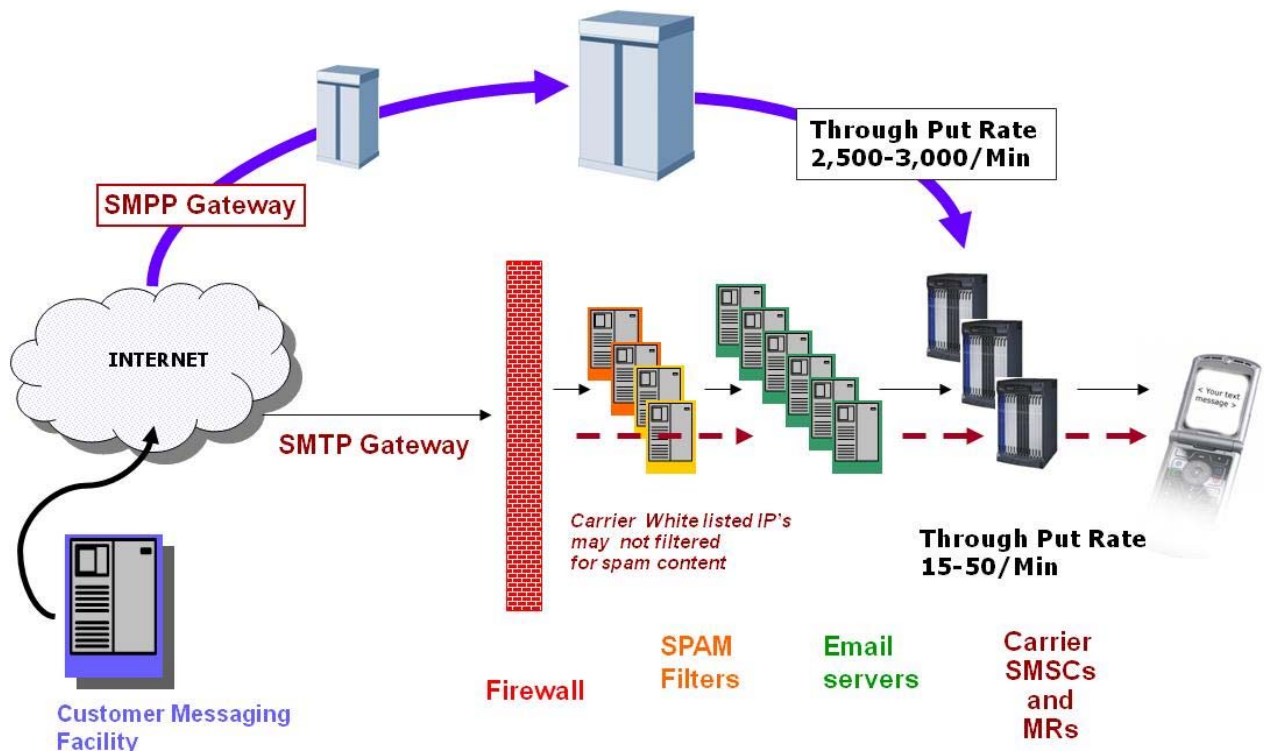 Through Put Rate
2,500-3,000/Min
SMPP Gateway
INTERNET
SMTP Gateway
< Your text
message >
Carrier White listed IP's
may not filtered
for spam content
Through Put Rate
15-50/Min
SPAM
Filters
Email
servers
Carrier
SMSCs
and
MRs
Firewall
Customer Messaging
Facility